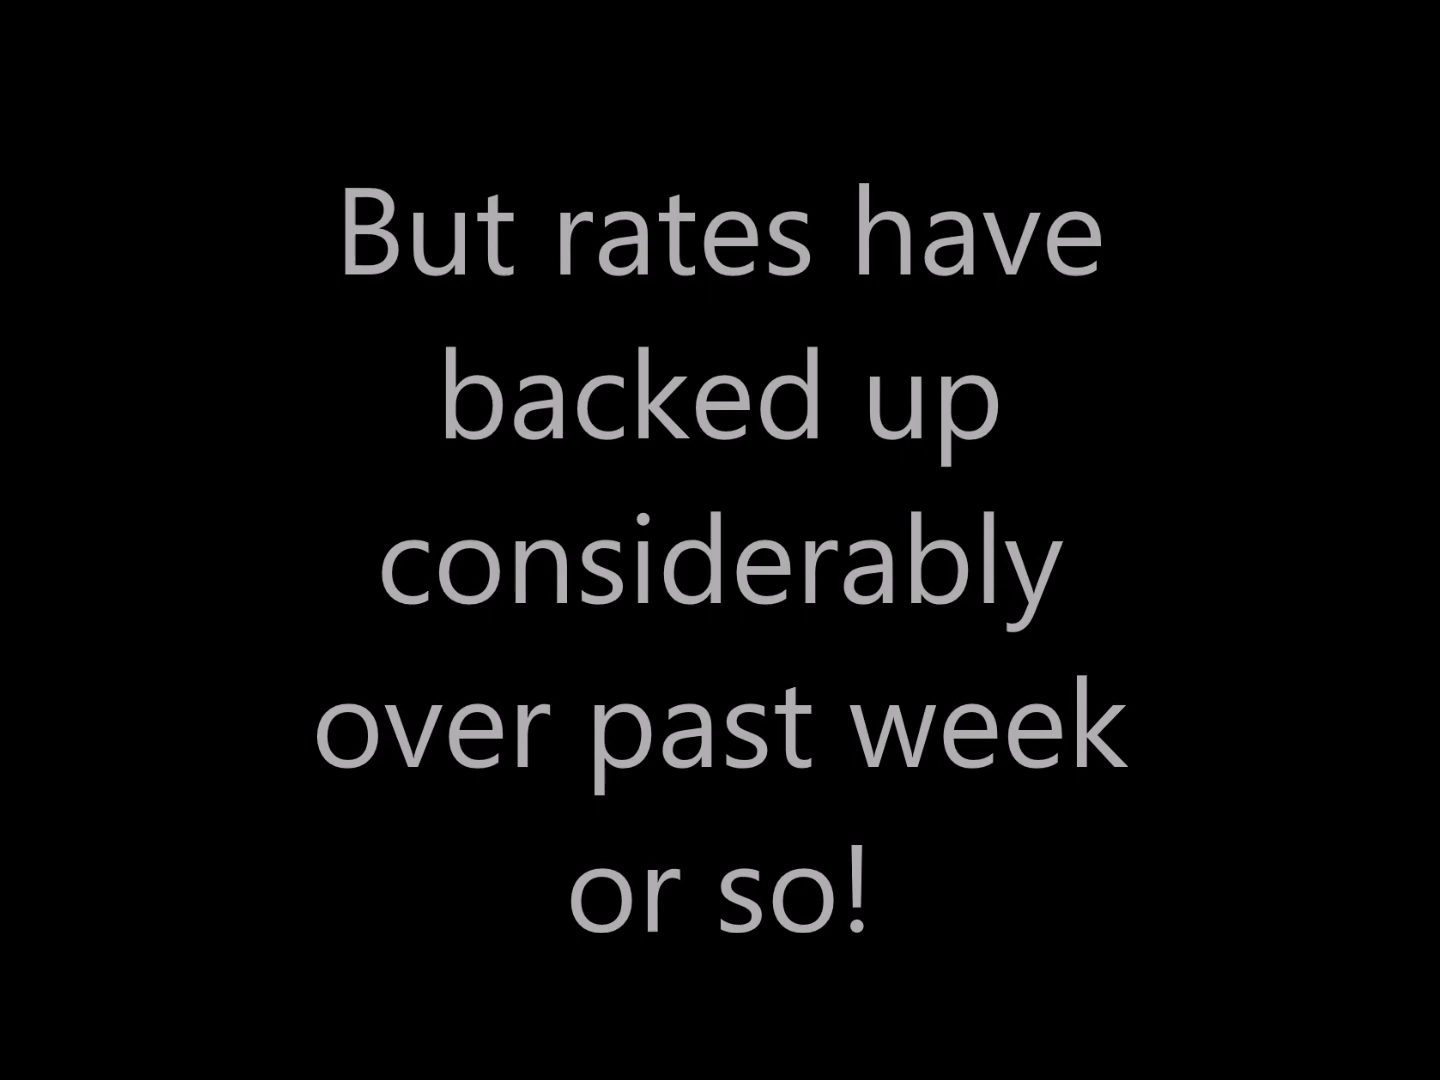 But rates have
backed up
considerably
over past week
or so!